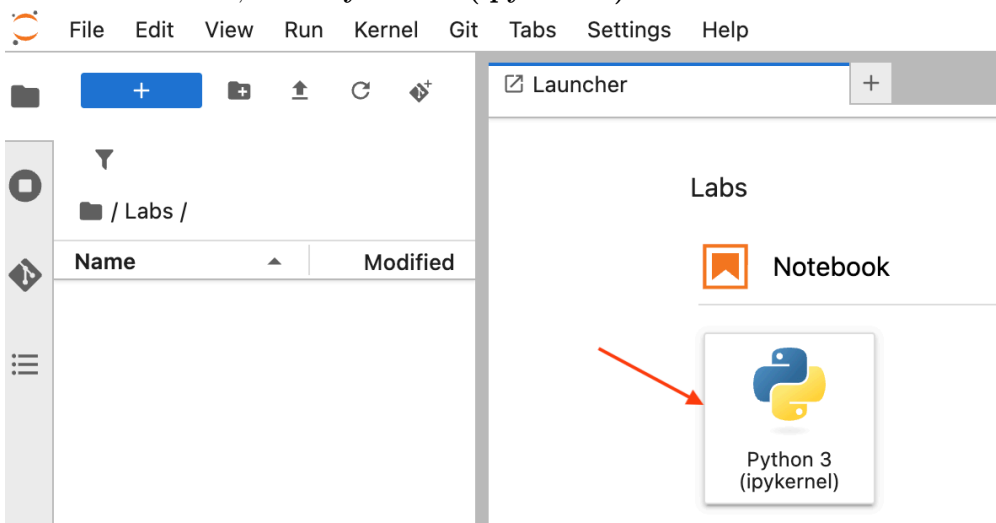 File Edit View Run Kernel Git Tabs Settings Help
Launcher
/ Labs /
Name Modified
Labs
Notebook
Python 3
(ipykernel)